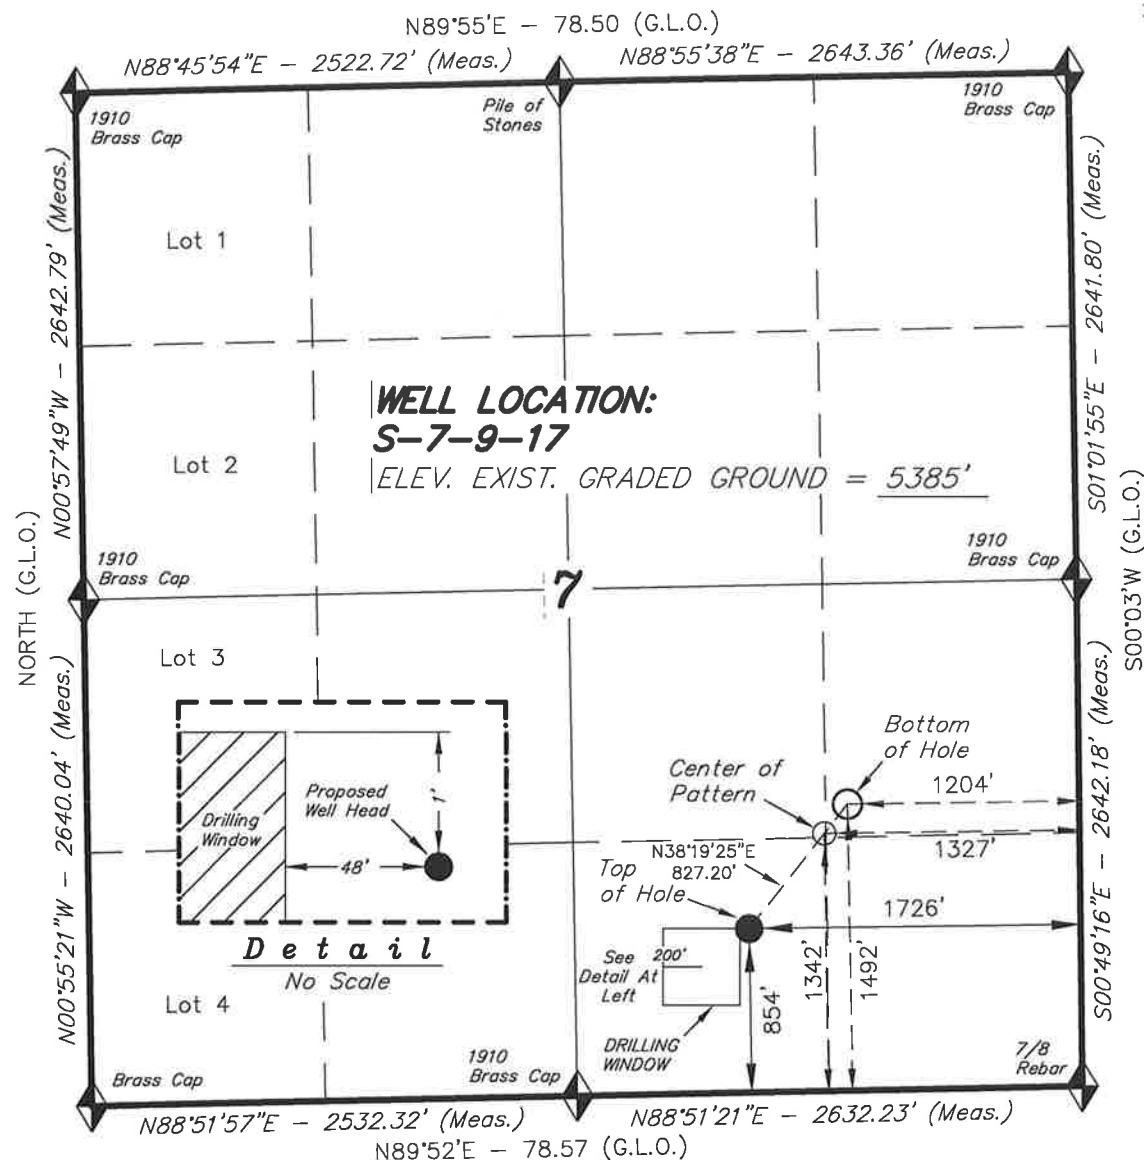 N89°55'E - 78.50 (G.L.O.)
N88°45'54"E - 2522.72' (Meas.)
N88°55'38"E - 2643.36' (Meas.)
1910
Brass Cap
Pile of
Stones
1910
Brass Cap
N00°57'49"W - 2642.79' (Meas.)
S01°01'55"E - 2641.80' (Meas.)
Lot 1
WELL LOCATION:
S-7-9-17
ELEV. EXIST. GRADED GROUND = 5385'
Lot 2
NORTH (G.L.O.)
S00°03'W (G.L.O.)
1910
Brass Cap
1910
Brass Cap
7
Lot 3
N00°55'21"W - 2640.04' (Meas.)
S00°49'16"E - 2642.18' (Meas.)
Drilling
Window
Proposed
Well Head
1'
48'
Detail
No Scale
Bottom
of Hole
Center of
Pattern
1204'
1327'
N38°19'25"E
827.20'
Top
of Hole
1726'
See
Detail At
Left
200'
DRILLING
WINDOW
854'
1342'
1492'
Lot 4
Brass Cap
1910
Brass Cap
7/8
Rebar
N88°51'57"E - 2532.32' (Meas.)
N88°51'21"E - 2632.23' (Meas.)
N89°52'E - 78.57 (G.L.O.)